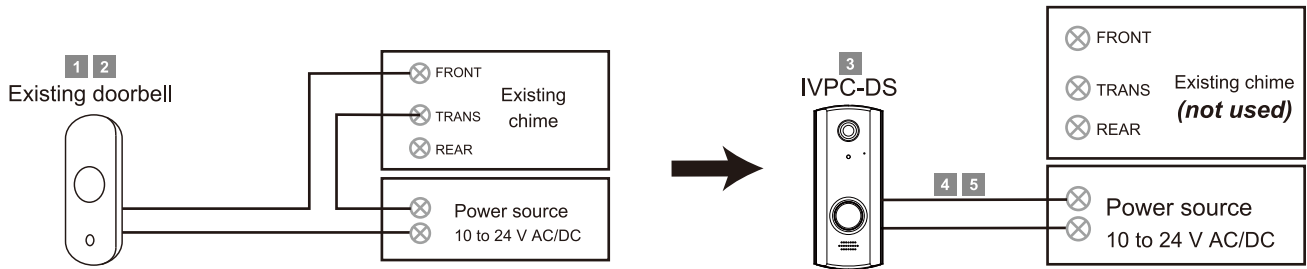 1 2
Existing doorbell
FRONT
TRANS
REAR
Existing
chime
Power source
10 to 24 V AC/DC
3
IVPC-DS
4 5
FRONT
TRANS
REAR
Existing chime
(not used)
Power source
10 to 24 V AC/DC